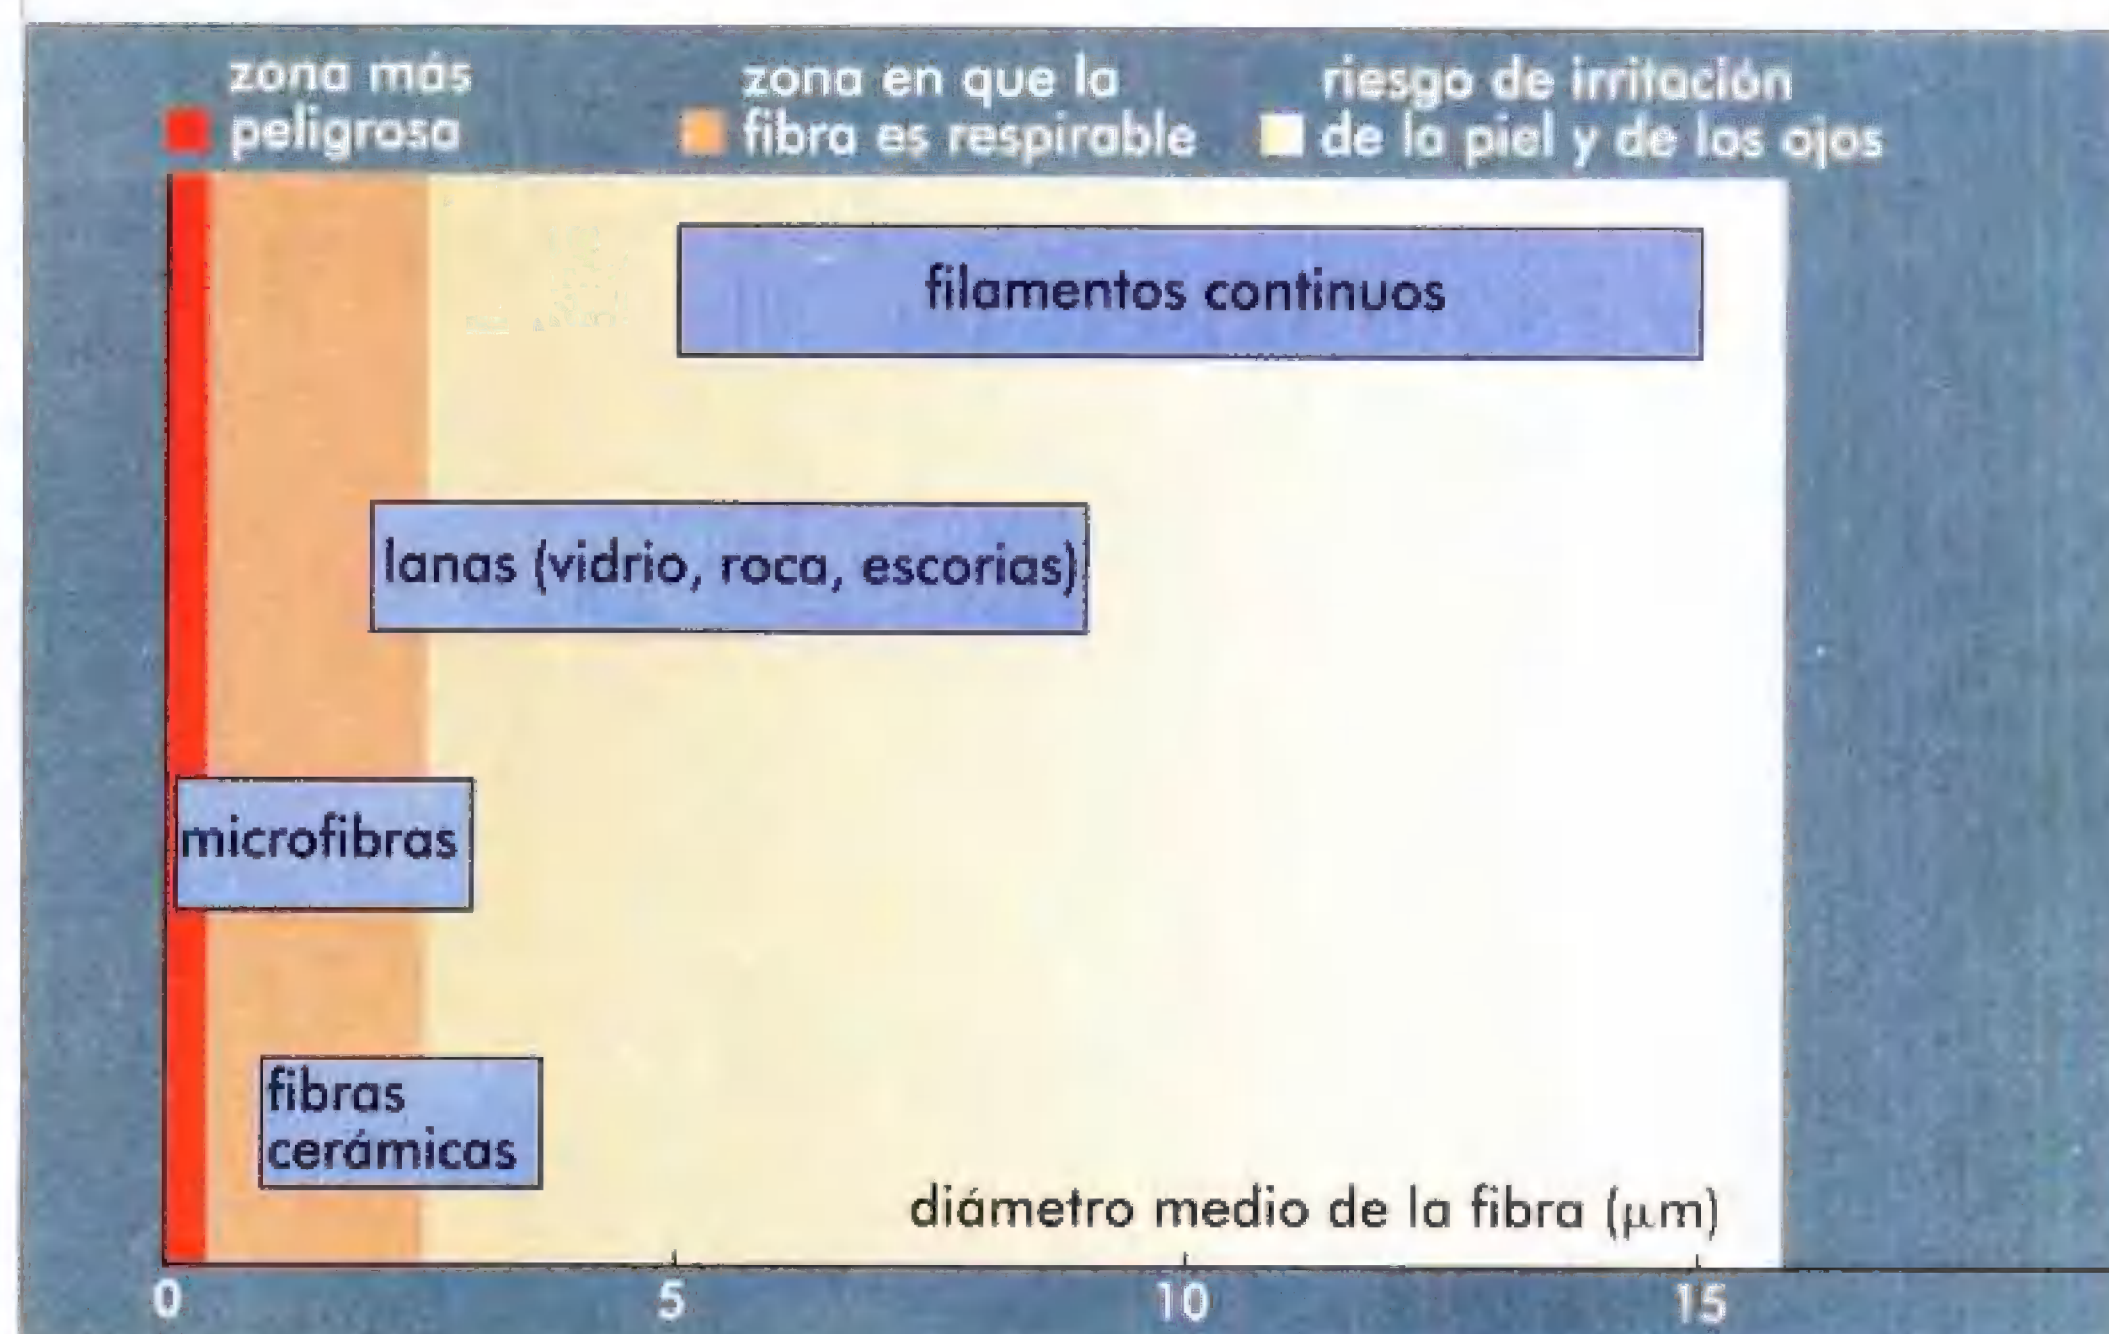 zona más
peligrosa
zona en que la
fibra es respirable
riesgo de irritación
de la piel y de los ojos
filamentos continuos
lanas (vidrio, roca, escorias)
microfibras
fibras
cerámicas
diámetro medio de la fibra (μm)
0 5 10 15